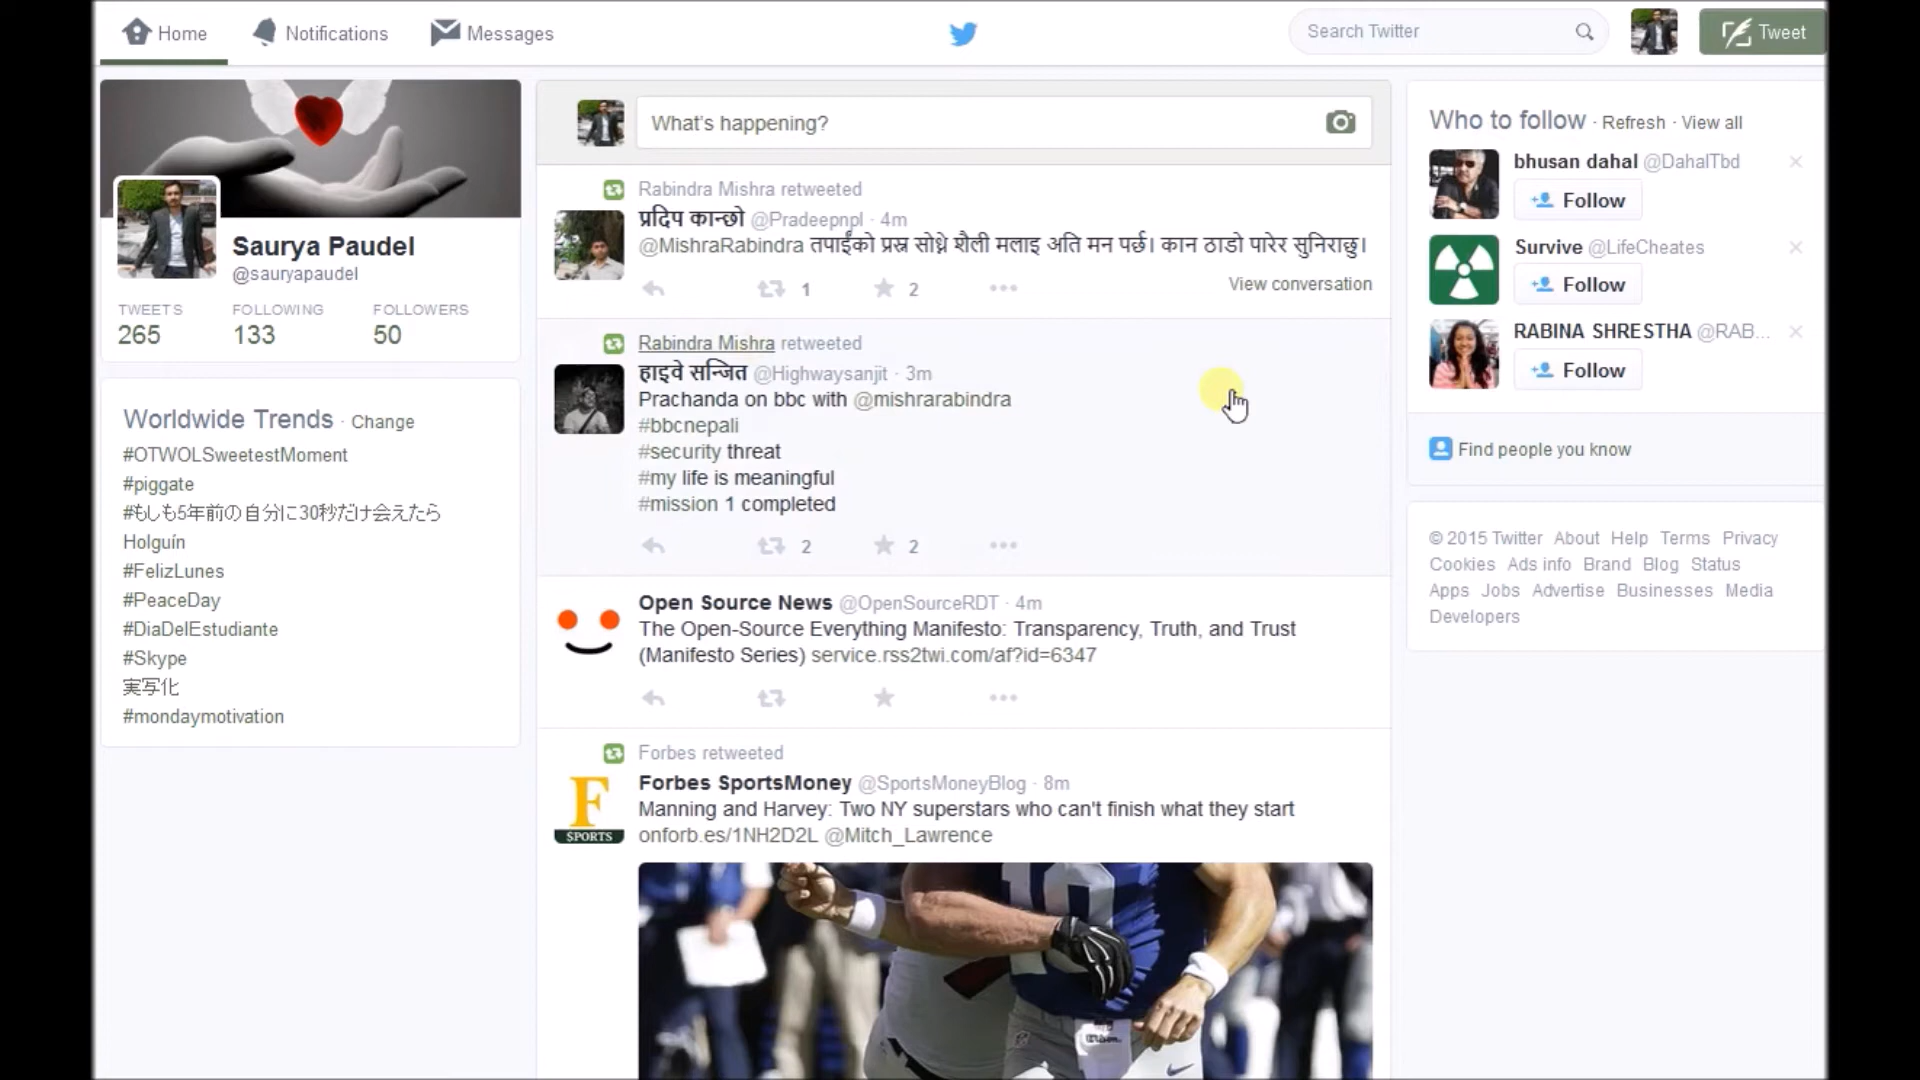 Home
Notifications
Messages
Search Twitter
Tweet
Saurya Paudel
@sauryapaudel
TWEETS FOLLOWING FOLLOWERS
265 133 50
Worldwide Trends · Change
#OTWOLSweetestMoment
#piggate
#もしも5年前の自分に30秒だけ会えたら
Holguín
#FelizLunes
#PeaceDay
#DiaDelEstudiante
#Skype
実写化
#mondaymotivation
What's happening?
Rabindra Mishra retweeted
प्रदिप कान्छो @Pradeepnpl · 4m
@MishraRabindra तपाईंको प्रस्न सोध्ने शैली मलाइ अति मन पर्छ। कान ठाडो पारेर सुनिराछु।
1 2 View conversation
Rabindra Mishra retweeted
हाइवे सन्जित @Highwaysanjit · 3m
Prachanda on bbc with @mishrarabindra
#bbcnepali
#security threat
#my life is meaningful
#mission 1 completed
2 2
Open Source News @OpenSourceRDT · 4m
The Open-Source Everything Manifesto: Transparency, Truth, and Trust
(Manifesto Series) service.rss2twi.com/af?id=6347
Forbes retweeted
Forbes SportsMoney @SportsMoneyBlog · 8m
F
SPORTS
Manning and Harvey: Two NY superstars who can't finish what they start
onforb.es/1NH2D2L @Mitch_Lawrence
Who to follow · Refresh · View all
bhusan dahal @DahalTbd
Follow
Survive @LifeCheates
Follow
RABINA SHRESTHA @RAB...
Follow
Find people you know
© 2015 Twitter About Help Terms Privacy
Cookies Ads info Brand Blog Status
Apps Jobs Advertise Businesses Media
Developers